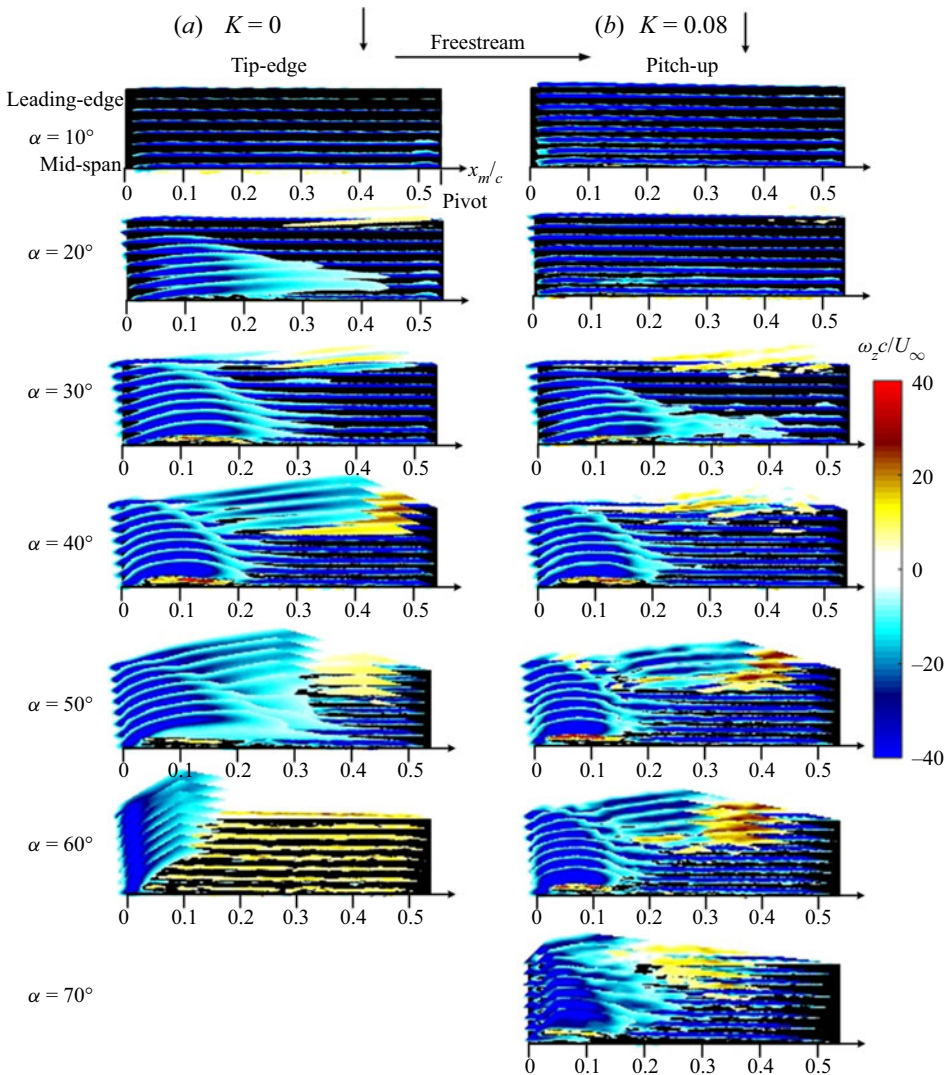 (a) K = 0
(b) K = 0.08
Freestream
Tip-edge
Pitch-up
Leading-edge
α = 10°
Mid-span
x_m/c
0 0.1 0.2 0.3 0.4 0.5
Pivot
0 0.1 0.2 0.3 0.4 0.5
α = 20°
0 0.1 0.2 0.3 0.4 0.5
0 0.1 0.2 0.3 0.4 0.5
ω_z c/U_∞
40
20
0
–20
–40
α = 30°
0 0.1 0.2 0.3 0.4 0.5
0 0.1 0.2 0.3 0.4 0.5
α = 40°
0 0.1 0.2 0.3 0.4 0.5
0 0.1 0.2 0.3 0.4 0.5
α = 50°
0 0.1 0.2 0.3 0.4 0.5
0 0.1 0.2 0.3 0.4 0.5
α = 60°
0 0.1 0.2 0.3 0.4 0.5
0 0.1 0.2 0.3 0.4 0.5
α = 70°
0 0.1 0.2 0.3 0.4 0.5